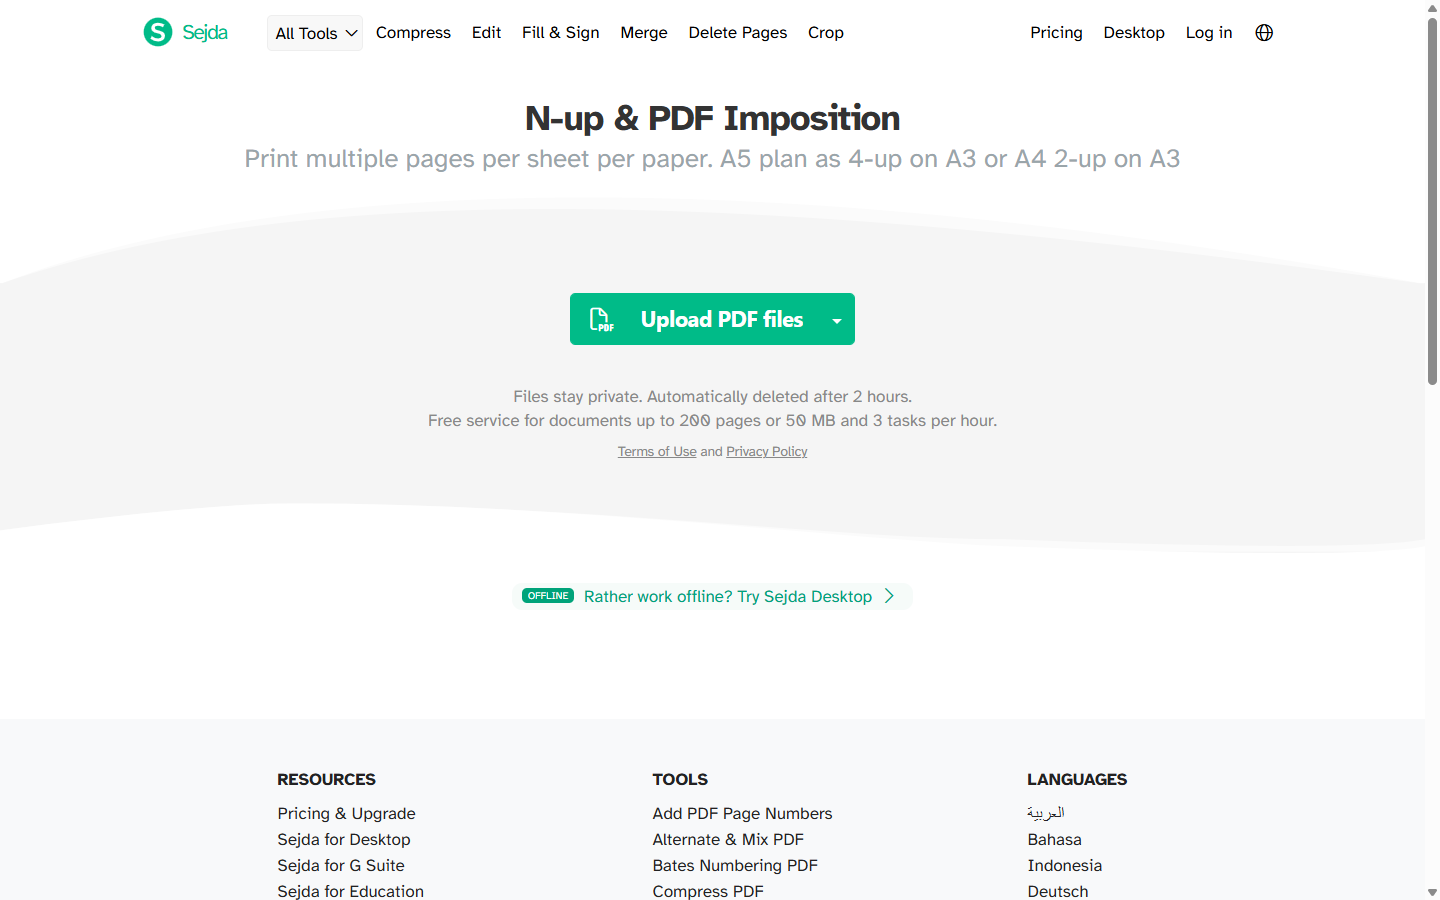 S Sejda
All Tools
Compress
Edit
Fill & Sign
Merge
Delete Pages
Crop
Pricing
Desktop
Log in
N-up & PDF Imposition
Print multiple pages per sheet per paper. A5 plan as 4-up on A3 or A4 2-up on A3
PDF Upload PDF files
Files stay private. Automatically deleted after 2 hours.
Free service for documents up to 200 pages or 50 MB and 3 tasks per hour.
Terms of Use and Privacy Policy
OFFLINE Rather work offline? Try Sejda Desktop
RESOURCES
Pricing & Upgrade
Sejda for Desktop
Sejda for G Suite
Sejda for Education
TOOLS
Add PDF Page Numbers
Alternate & Mix PDF
Bates Numbering PDF
Compress PDF
LANGUAGES
العربية
Bahasa
Indonesia
Deutsch